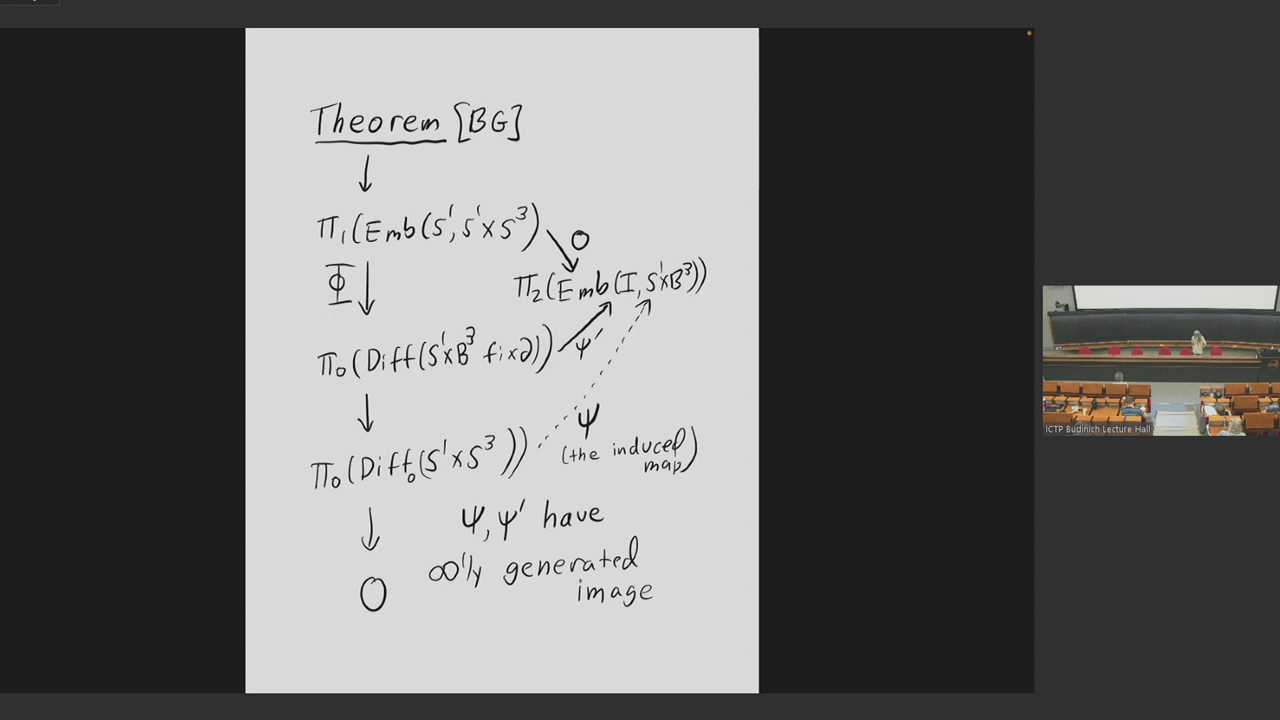 Theorem [BG]
↓
π₁(Emb(S¹, S¹×S³)
0
Φ ↓
π₂(Emb(I, S¹×B³))
π₀(Diff(S¹×B³ fix∂))
ψ'
↓
ψ
π₀(Diff₀(S¹×S³))
(the induced map)
↓
ψ, ψ' have
0
∞'ly generated
image
ICTP Budinich Lecture Hall